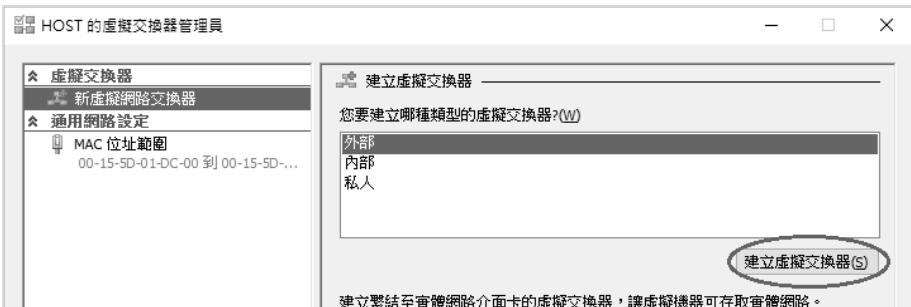 HOST 的虛擬交換器管理員
虛擬交換器
新虛擬網路交換器
通用網路設定
MAC 位址範圍
00-15-5D-01-DC-00 到 00-15-5D-...
建立虛擬交換器
您要建立哪種類型的虛擬交換器?(W)
外部
內部
私人
建立虛擬交換器(S)
建立繫結至實體網路介面卡的虛擬交換器，讓虛擬機器可存取實體網路。